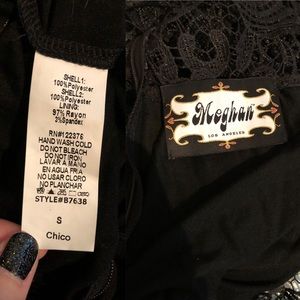 SHELL1:
100%Polyester
SHELL2:
100%Polyester
LINING:
97% Rayon
3%Spandex
RN#122376
HAND WASH COLD
DO NOT BLEACH
DO NOT IRON
LAVAR A MANO
EN AGUA FRIA
NO USAR CLORO
NO PLANCHAR
STYLE#B7638
S
Chico
Meghan
LOS ANGELES